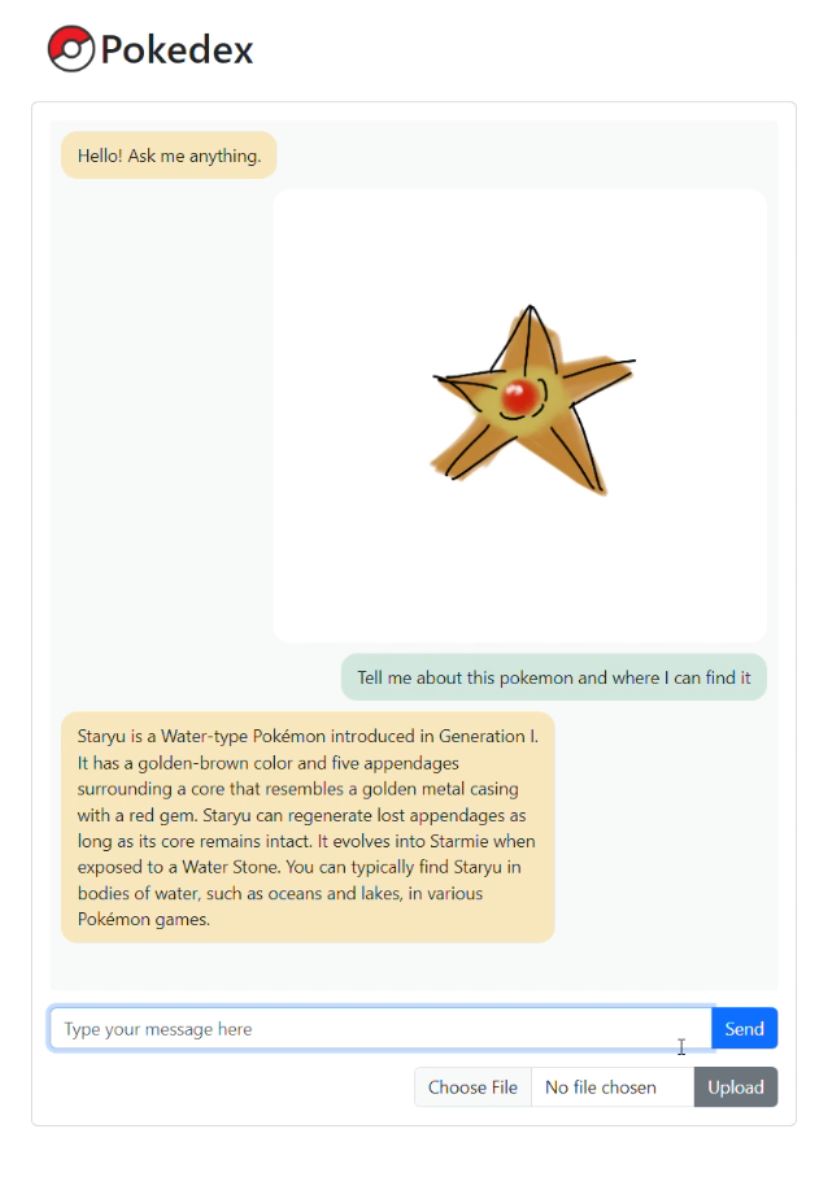 Pokedex
Hello! Ask me anything.
Tell me about this pokemon and where I can find it
Staryu is a Water-type Pokémon introduced in Generation I.
It has a golden-brown color and five appendages
surrounding a core that resembles a golden metal casing
with a red gem. Staryu can regenerate lost appendages as
long as its core remains intact. It evolves into Starmie when
exposed to a Water Stone. You can typically find Staryu in
bodies of water, such as oceans and lakes, in various
Pokémon games.
Type your message here
Send
Choose File
No file chosen
Upload